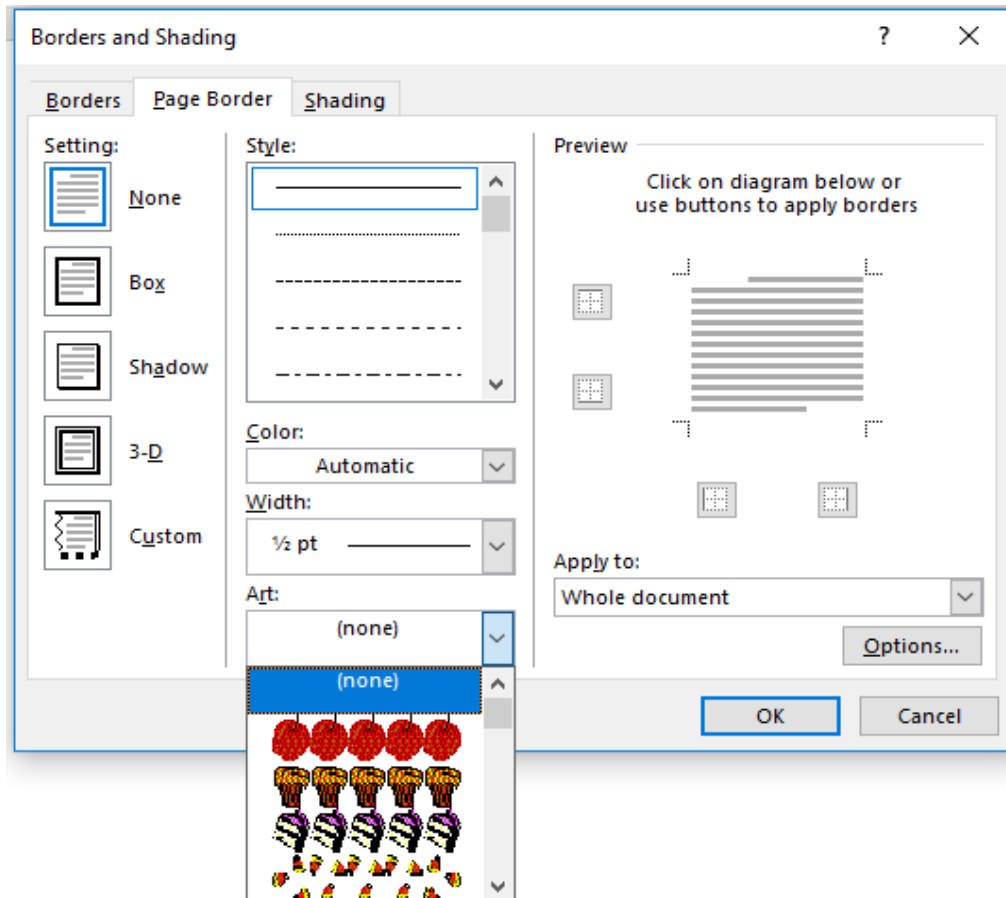 Borders and Shading
?
Borders
Page Border
Shading
Setting:
None
Box
Shadow
3-D
Custom
Style:
Color:
Automatic
Width:
½ pt
Art:
(none)
(none)
Preview
Click on diagram below or
use buttons to apply borders
Apply to:
Whole document
Options...
OK
Cancel